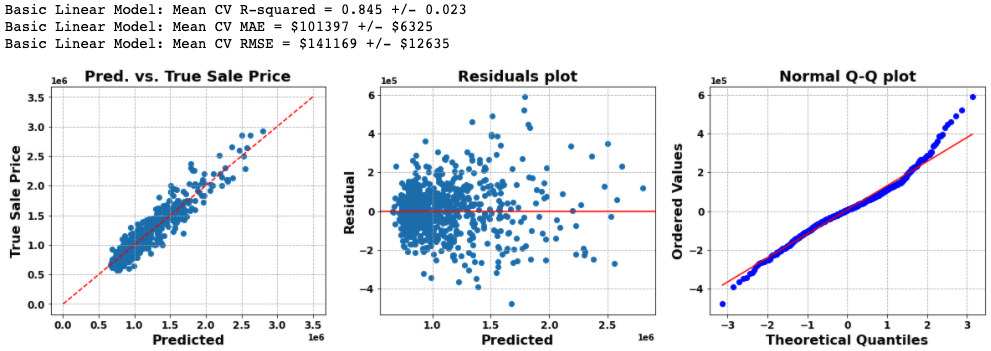 Basic Linear Model: Mean CV R-squared = 0.845 +/- 0.023
Basic Linear Model: Mean CV MAE = $101397 +/- $6325
Basic Linear Model: Mean CV RMSE = $141169 +/- $12635
Pred. vs. True Sale Price
1e6
3.5
3.0
2.5
2.0
1.5
1.0
0.5
0.0
True Sale Price
0.0 0.5 1.0 1.5 2.0 2.5 3.0 3.5
Predicted
1e6
Residuals plot
1e5
6
4
2
0
−2
−4
Residual
1.0 1.5 2.0 2.5
Predicted
1e6
Normal Q-Q plot
1e5
6
4
2
0
−2
−4
Ordered Values
−3 −2 −1 0 1 2 3
Theoretical Quantiles